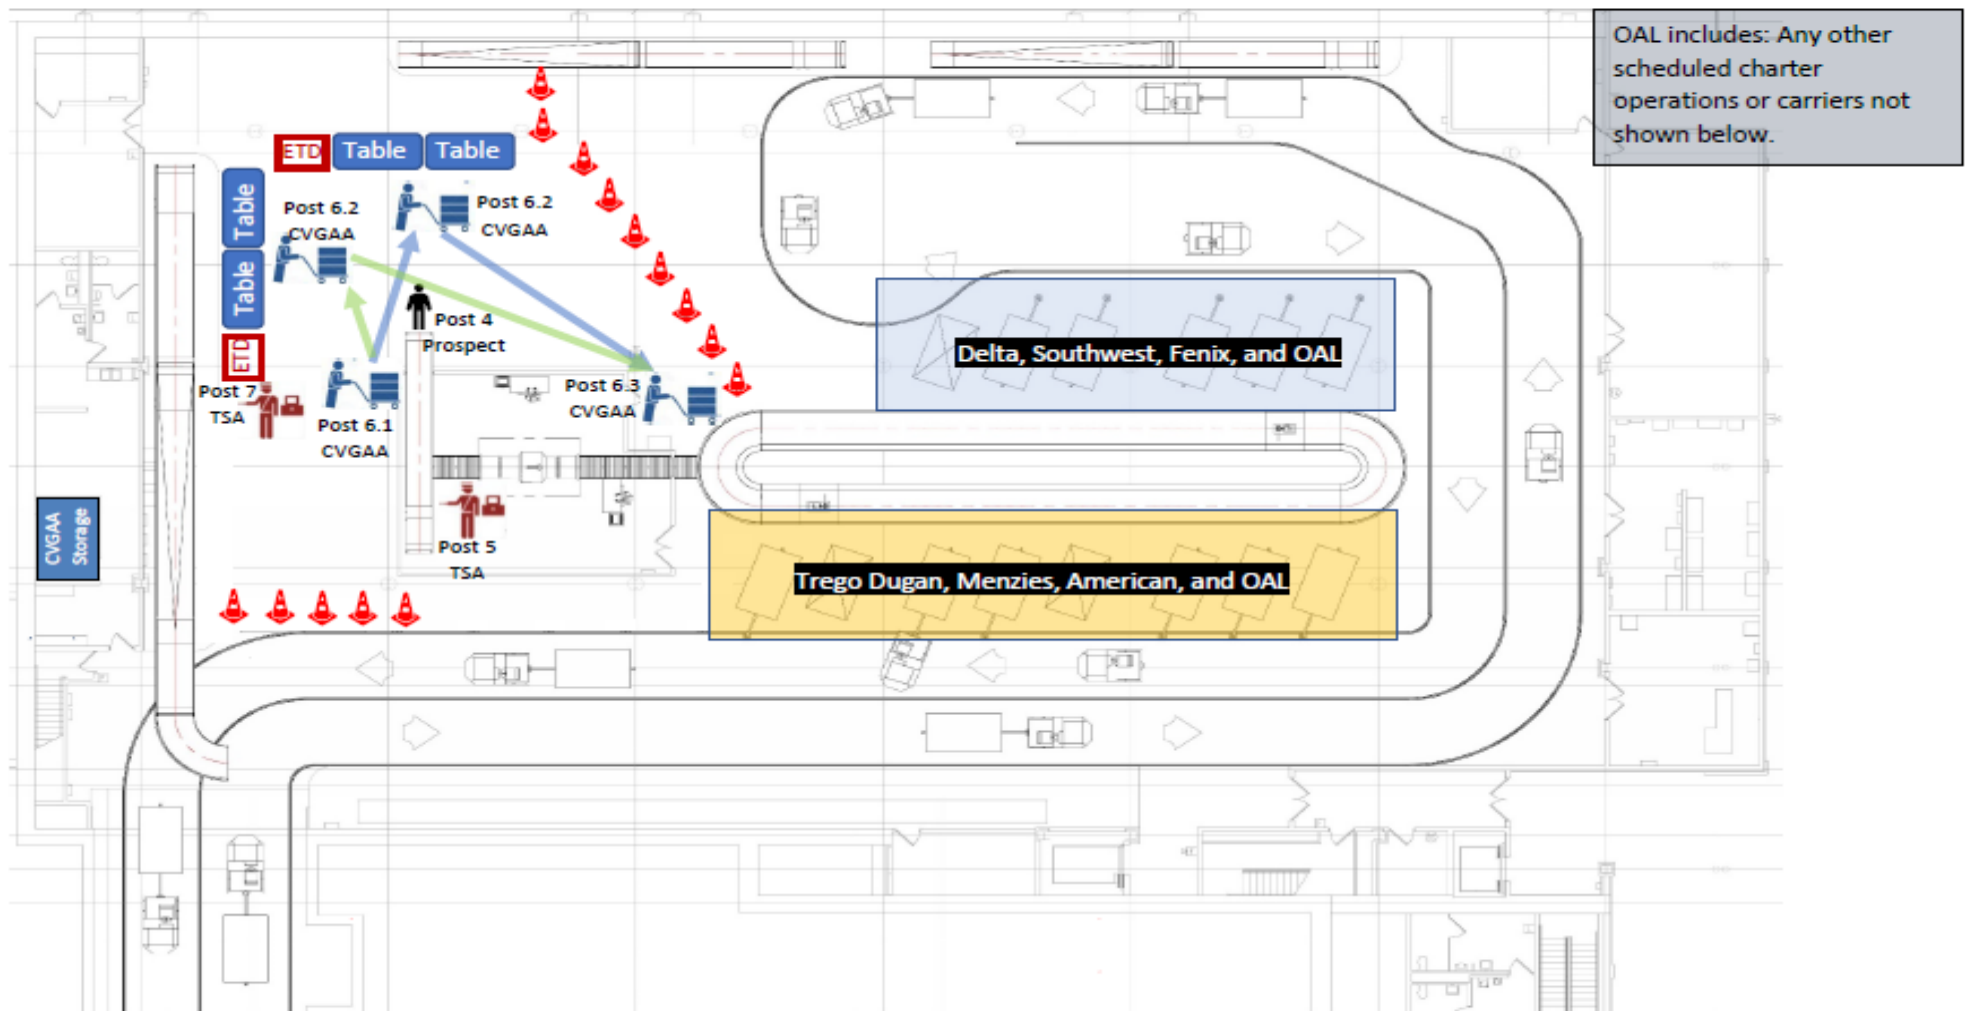 OAL includes: Any other
scheduled charter
operations or carriers not
shown below.
ETD
Table
Table
Table
Table
ETD
Post 6.2
CVGAA
Post 6.2
CVGAA
Post 4
Prospect
Post 7
TSA
Post 6.1
CVGAA
Post 6.3
CVGAA
Delta, Southwest, Fenix, and OAL
CVGAA
Storage
Post 5
TSA
Trego Dugan, Menzies, American, and OAL